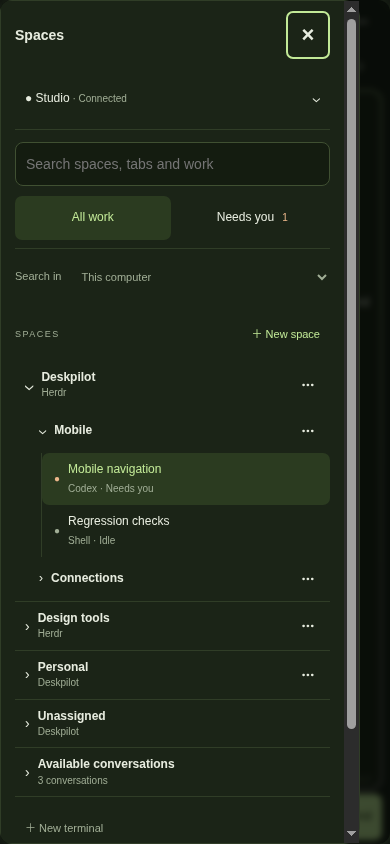 Spaces
Studio · Connected
Search spaces, tabs and work
All work
Needs you 1
Search in This computer
SPACES
+ New space
Deskpilot
Herdr
Mobile
Mobile navigation
Codex · Needs you
Regression checks
Shell · Idle
Connections
Design tools
Herdr
Personal
Deskpilot
Unassigned
Deskpilot
Available conversations
3 conversations
+ New terminal